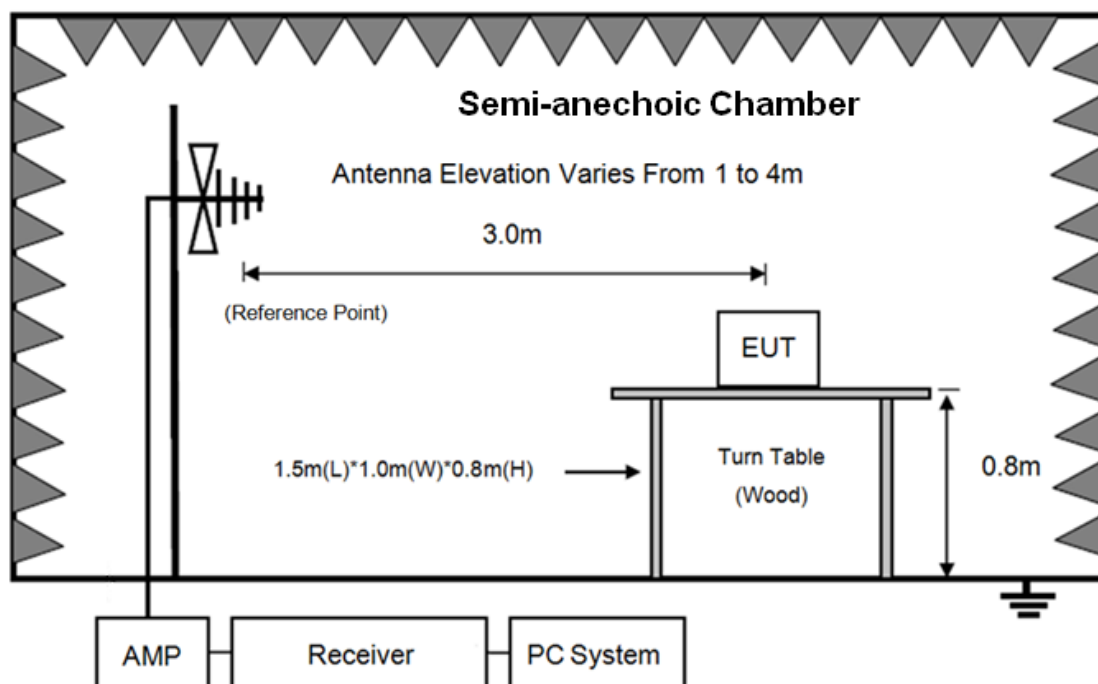 Semi-anechoic Chamber
Antenna Elevation Varies From 1 to 4m
3.0m
(Reference Point)
EUT
1.5m(L)*1.0m(W)*0.8m(H)
Turn Table
(Wood)
0.8m
AMP
Receiver
PC System